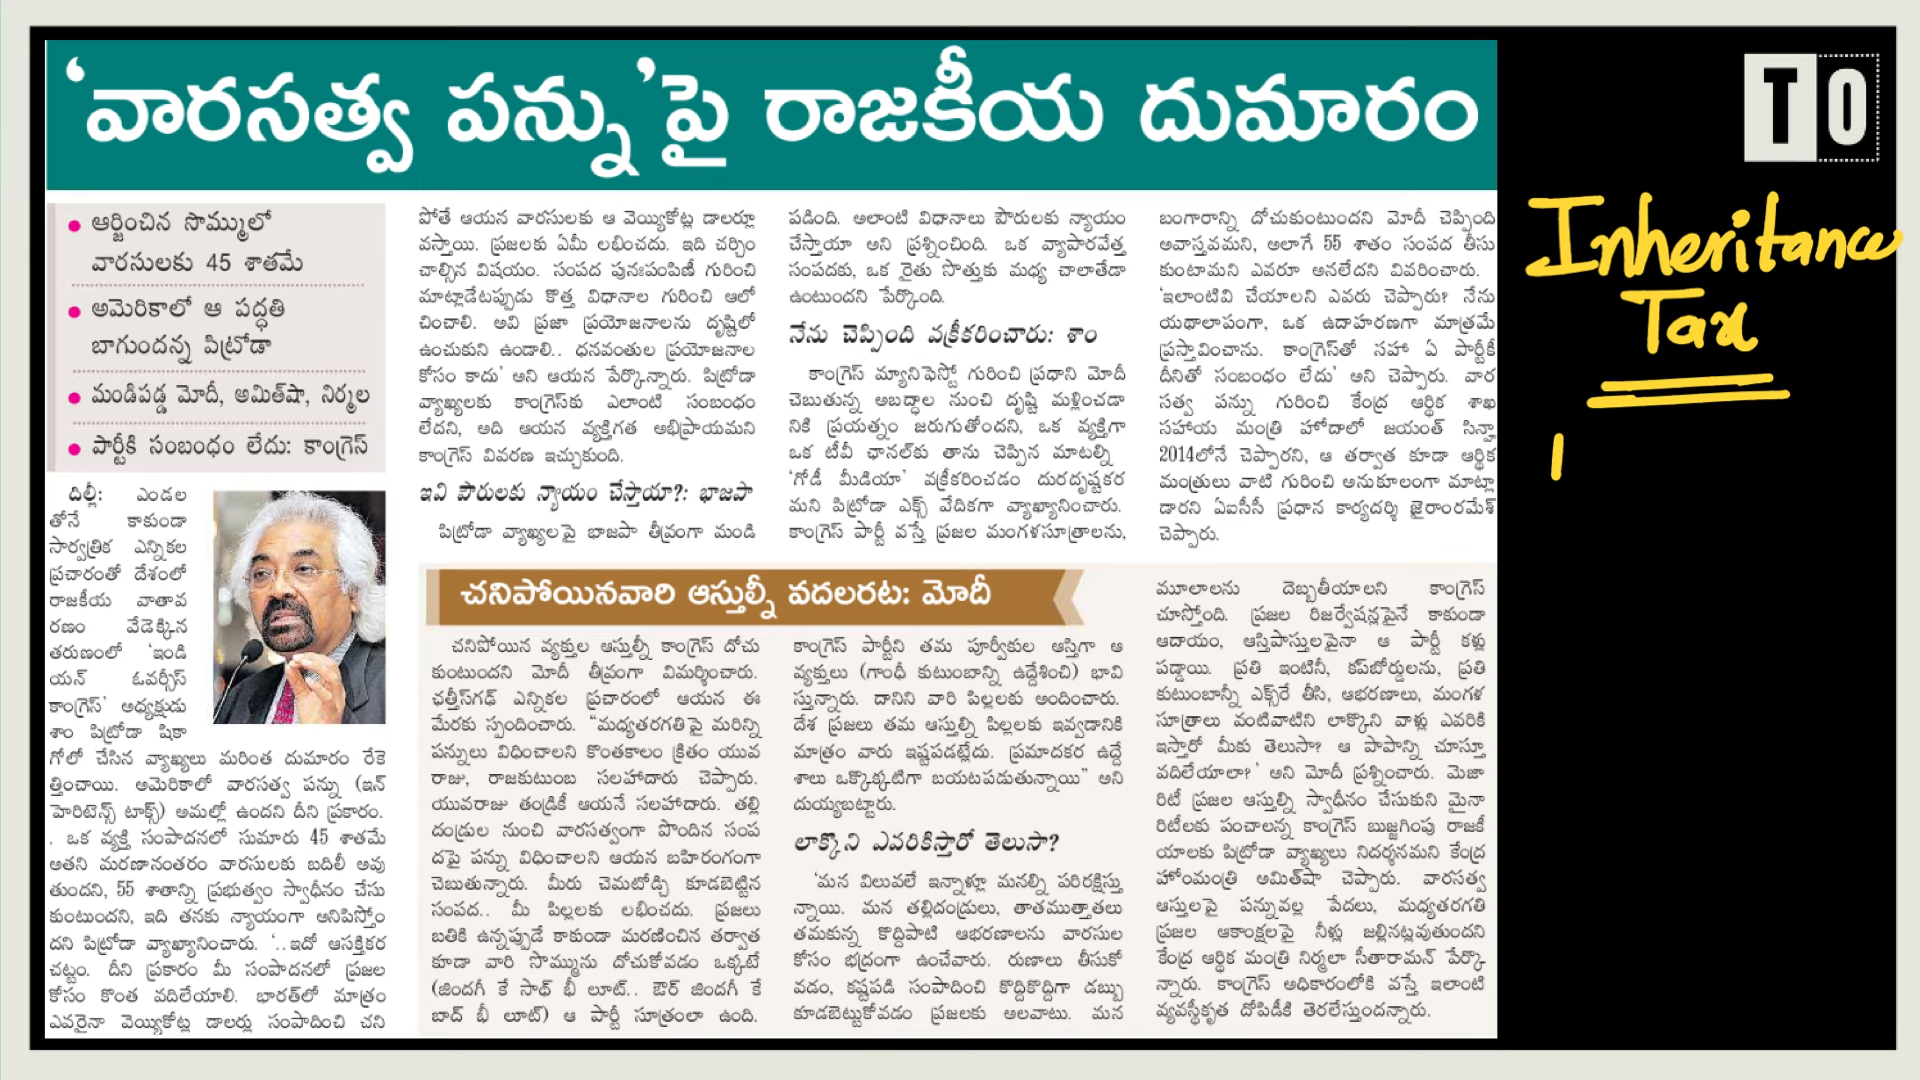 ‘వారసత్వ పన్ను’పై రాజకీయ దుమారం
TO
Inheritance
Tax
ఆర్జించిన సొమ్ములో
వారసులకు 45 శాతమే
అమెరికాలో ఆ పద్ధతి
బాగుందన్న పిట్రోడా
మండిపడ్డ మోదీ, అమిత్‌షా, నిర్మల
పార్టీకి సంబంధం లేదు: కాంగ్రెస్
దిల్లీ: ఎండల
తోనే కాకుండా
సార్వత్రిక ఎన్నికల
ప్రచారంతో దేశంలో
రాజకీయ వాతావ
రణం వేడెక్కిన
తరుణంలో ‘ఇండి
యన్ ఓవర్సీస్
కాంగ్రెస్’ అధ్యక్షుడు
శాం పిట్రోడా షికా
గోలో చేసిన వ్యాఖ్యలు మరింత దుమారం రేకె
త్తించాయి. అమెరికాలో వారసత్వ పన్ను (ఇన్
హెరిటెన్స్ టాక్స్) అమల్లో ఉందని దీని ప్రకారం.
. ఒక వ్యక్తి సంపాదనలో సుమారు 45 శాతమే
అతని మరణానంతరం వారసులకు బదిలీ అవు
తుందని, 55 శాతాన్ని ప్రభుత్వం స్వాధీనం చేసు
కుంటుందని, ఇది తనకు న్యాయంగా అనిపిస్తోం
దని పిట్రోడా వ్యాఖ్యానించారు. ‘..ఇదో ఆసక్తికర
చట్టం. దీని ప్రకారం మీ సంపాదనలో ప్రజల
కోసం కొంత వదిలేయాలి. భారత్‌లో మాత్రం
ఎవరైనా వెయ్యికోట్ల డాలర్లు సంపాదించి చని
పోతే ఆయన వారసులకు ఆ వెయ్యికోట్ల డాలర్లూ
వస్తాయి. ప్రజలకు ఏమీ లభించదు. ఇది చర్చిం
చాల్సిన విషయం. సంపద పునఃపంపిణీ గురించి
మాట్లాడేటప్పుడు కొత్త విధానాల గురించి ఆలో
చించాలి. అవి ప్రజా ప్రయోజనాలను దృష్టిలో
ఉంచుకుని ఉండాలి.. ధనవంతుల ప్రయోజనాల
కోసం కాదు’ అని ఆయన పేర్కొన్నారు. పిట్రోడా
వ్యాఖ్యలకు కాంగ్రెస్‌కు ఎలాంటి సంబంధం
లేదని, అది ఆయన వ్యక్తిగత అభిప్రాయమని
కాంగ్రెస్ వివరణ ఇచ్చుకుంది.
ఇవి పౌరులకు న్యాయం చేస్తాయా?: భాజపా
పిట్రోడా వ్యాఖ్యలపై భాజపా తీవ్రంగా మండి
పడింది. అలాంటి విధానాలు పౌరులకు న్యాయం
చేస్తాయా అని ప్రశ్నించింది. ఒక వ్యాపారవేత్త
సంపదకు, ఒక రైతు సొత్తుకు మధ్య చాలాతేడా
ఉంటుందని పేర్కొంది.
నేను చెప్పింది వక్రీకరించారు: శాం
కాంగ్రెస్ మ్యానిఫెస్టో గురించి ప్రధాని మోదీ
చెబుతున్న అబద్ధాల నుంచి దృష్టి మళ్లించడా
నికి ప్రయత్నం జరుగుతోందని, ఒక వ్యక్తిగా
ఒక టీవీ ఛానల్‌కు తాను చెప్పిన మాటల్ని
‘గోడీ మీడియా’ వక్రీకరించడం దురదృష్టకర
మని పిట్రోడా ఎక్స్ వేదికగా వ్యాఖ్యానించారు.
కాంగ్రెస్ పార్టీ వస్తే ప్రజల మంగళసూత్రాలను,
బంగారాన్ని దోచుకుంటుందని మోదీ చెప్పింది
అవాస్తవమని, అలాగే 55 శాతం సంపద తీసు
కుంటామని ఎవరూ అనలేదని వివరించారు.
‘ఇలాంటివి చేయాలని ఎవరు చెప్పారు? నేను
యథాలాపంగా, ఒక ఉదాహరణగా మాత్రమే
ప్రస్తావించాను. కాంగ్రెస్‌తో సహా ఏ పార్టీకీ
దీనితో సంబంధం లేదు’ అని చెప్పారు. వార
సత్వ పన్ను గురించి కేంద్ర ఆర్థిక శాఖ
సహాయ మంత్రి హోదాలో జయంత్ సిన్హా
2014లోనే చెప్పారని, ఆ తర్వాత కూడా ఆర్థిక
మంత్రులు వాటి గురించి అనుకూలంగా మాట్లా
డారని ఏఐసీసీ ప్రధాన కార్యదర్శి జైరాంరమేశ్
చెప్పారు.
చనిపోయినవారి ఆస్తుల్నీ వదలరట: మోదీ
చనిపోయిన వ్యక్తుల ఆస్తుల్నీ కాంగ్రెస్ దోచు
కుంటుందని మోదీ తీవ్రంగా విమర్శించారు.
ఛత్తీస్‌గఢ్ ఎన్నికల ప్రచారంలో ఆయన ఈ
మేరకు స్పందించారు. “మధ్యతరగతిపై మరిన్ని
పన్నులు విధించాలని కొంతకాలం క్రితం యువ
రాజు, రాజకుటుంబ సలహాదారు చెప్పారు.
యువరాజు తండ్రికీ ఆయనే సలహాదారు. తల్లి
దండ్రుల నుంచి వారసత్వంగా పొందిన సంప
దపై పన్ను విధించాలని ఆయన బహిరంగంగా
చెబుతున్నారు. మీరు చెమటోడ్చి కూడబెట్టిన
సంపద.. మీ పిల్లలకు లభించదు. ప్రజలు
బతికి ఉన్నప్పుడే కాకుండా మరణించిన తర్వాత
కూడా వారి సొమ్మును దోచుకోవడం ఒక్కటే
(జిందగీ కే సాథ్ భీ లూట్.. ఔర్ జిందగీ కే
బాద్ భీ లూట్) ఆ పార్టీ సూత్రంలా ఉంది.
కాంగ్రెస్ పార్టీని తమ పూర్వీకుల ఆస్తిగా ఆ
వ్యక్తులు (గాంధీ కుటుంబాన్ని ఉద్దేశించి) భావి
స్తున్నారు. దానిని వారి పిల్లలకు అందించారు.
దేశ ప్రజలు తమ ఆస్తుల్ని పిల్లలకు ఇవ్వడానికి
మాత్రం వారు ఇష్టపడట్లేదు. ప్రమాదకర ఉద్దే
శాలు ఒక్కొక్కటిగా బయటపడుతున్నాయి” అని
దుయ్యబట్టారు.
లాక్కొని ఎవరికిస్తారో తెలుసా?
‘మన విలువలే ఇన్నాళ్లూ మనల్ని పరిరక్షిస్తు
న్నాయి. మన తల్లిదండ్రులు, తాతముత్తాతలు
తమకున్న కొద్దిపాటి ఆభరణాలను వారసుల
కోసం భద్రంగా ఉంచేవారు. రుణాలు తీసుకో
వడం, కష్టపడి సంపాదించి కొద్దికొద్దిగా డబ్బు
కూడబెట్టుకోవడం ప్రజలకు అలవాటు. మన
మూలాలను దెబ్బతీయాలని కాంగ్రెస్
చూస్తోంది. ప్రజల రిజర్వేషన్లపైనే కాకుండా
ఆదాయం, ఆస్తిపాస్తులపైనా ఆ పార్టీ కళ్లు
పడ్డాయి. ప్రతి ఇంటినీ, కప్‌బోర్డులను, ప్రతి
కుటుంబాన్నీ ఎక్స్‌రే తీసి, ఆభరణాలు, మంగళ
సూత్రాలు వంటివాటిని లాక్కొని వాళ్లు ఎవరికి
ఇస్తారో మీకు తెలుసా? ఆ పాపాన్ని చూస్తూ
వదిలేయాలా?’ అని మోదీ ప్రశ్నించారు. మెజా
రిటీ ప్రజల ఆస్తుల్ని స్వాధీనం చేసుకుని మైనా
రిటీలకు పంచాలన్న కాంగ్రెస్ బుజ్జగింపు రాజకీ
యాలకు పిట్రోడా వ్యాఖ్యలు నిదర్శనమని కేంద్ర
హోంమంత్రి అమిత్‌షా చెప్పారు. వారసత్వ
ఆస్తులపై పన్నువల్ల పేదలు, మధ్యతరగతి
ప్రజల ఆకాంక్షలపై నీళ్లు జల్లినట్లవుతుందని
కేంద్ర ఆర్థిక మంత్రి నిర్మలా సీతారామన్ పేర్కొ
న్నారు. కాంగ్రెస్ అధికారంలోకి వస్తే ఇలాంటి
వ్యవస్థీకృత దోపిడీకి తెరలేస్తుందన్నారు.